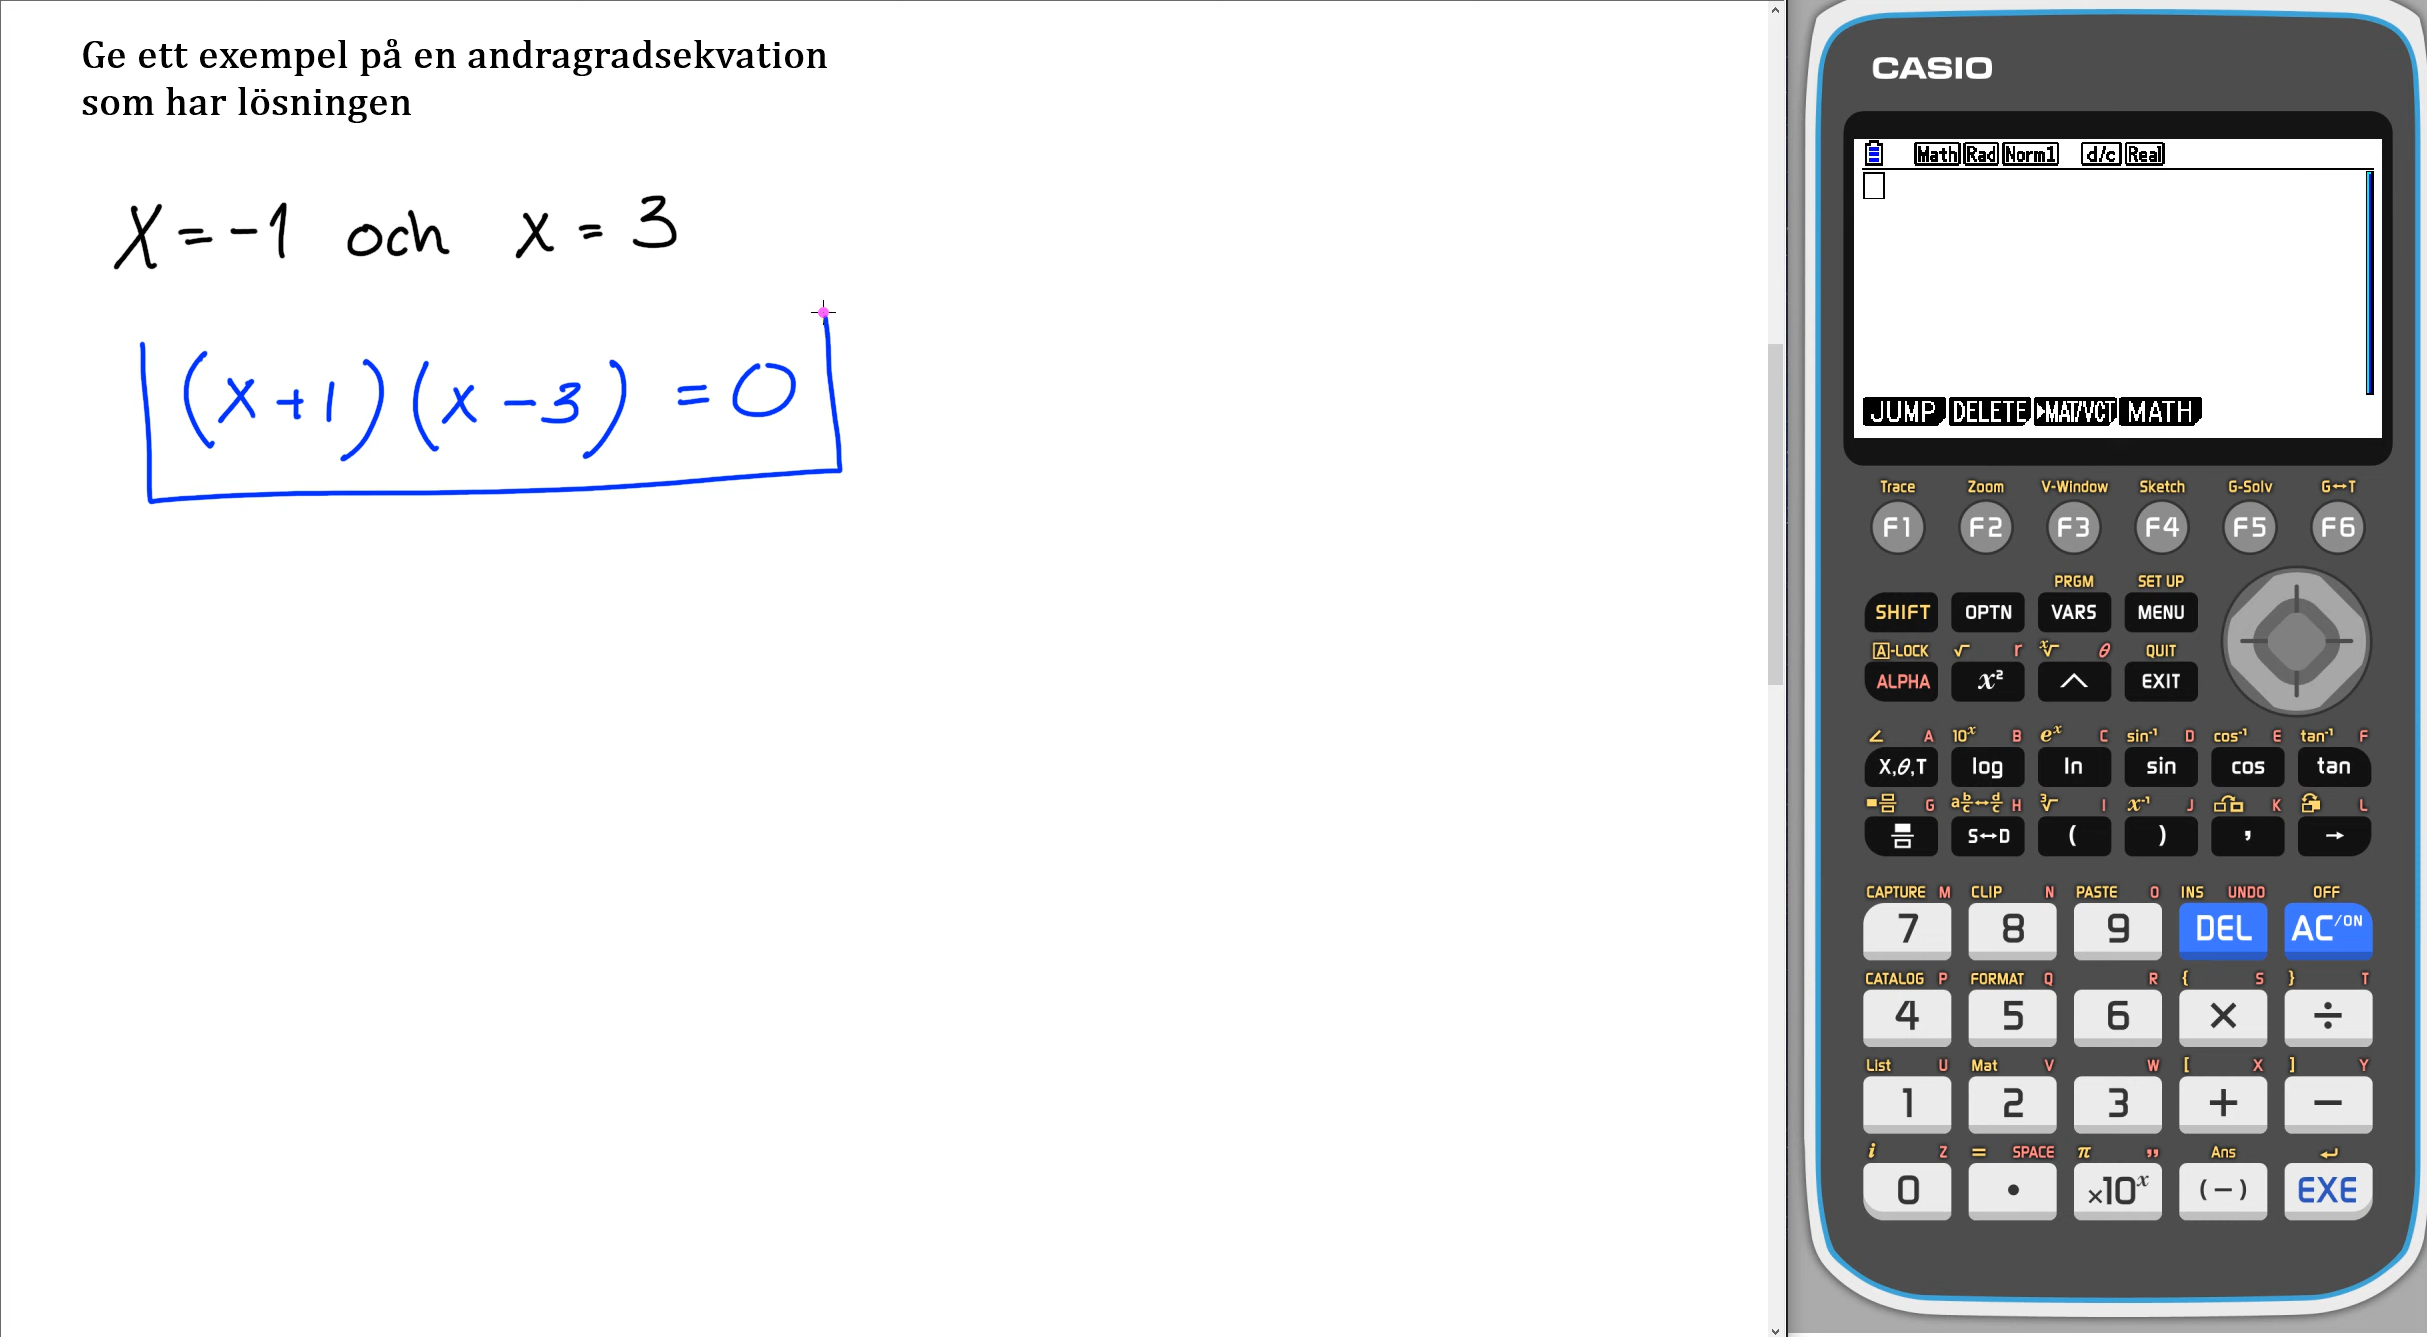 Ge ett exempel på en andragradsekvation
som har lösningen
X = -1 och x = 3
(x+1)(x-3) = 0
CASIO
Math Rad Norm1 d/c Real
JUMP DELETE ▶MAT/VCT MATH
Trace Zoom V-Window Sketch G-Solv G↔T
F1 F2 F3 F4 F5 F6
PRGM SET UP
SHIFT OPTN VARS MENU
A-LOCK √ r ˣ√ θ QUIT
ALPHA x² ^ EXIT
∠ A 10ˣ B eˣ C sin⁻¹ D cos⁻¹ E tan⁻¹ F
X,θ,T log ln sin cos tan
G a b/c↔d/c H ³√ I x⁻¹ J K L
S↔D ( ) , →
CAPTURE M CLIP N PASTE O INS UNDO OFF
7 8 9 DEL AC/ON
CATALOG P FORMAT Q R { S } T
4 5 6 × ÷
List U Mat V W [ X ] Y
1 2 3 + −
i Z = SPACE π " Ans ↵
0 • ×10ˣ (−) EXE